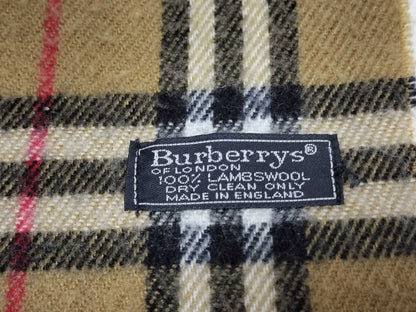 Burberrys®
OF LONDON
100% LAMBSWOOL
DRY CLEAN ONLY
MADE IN ENGLAND